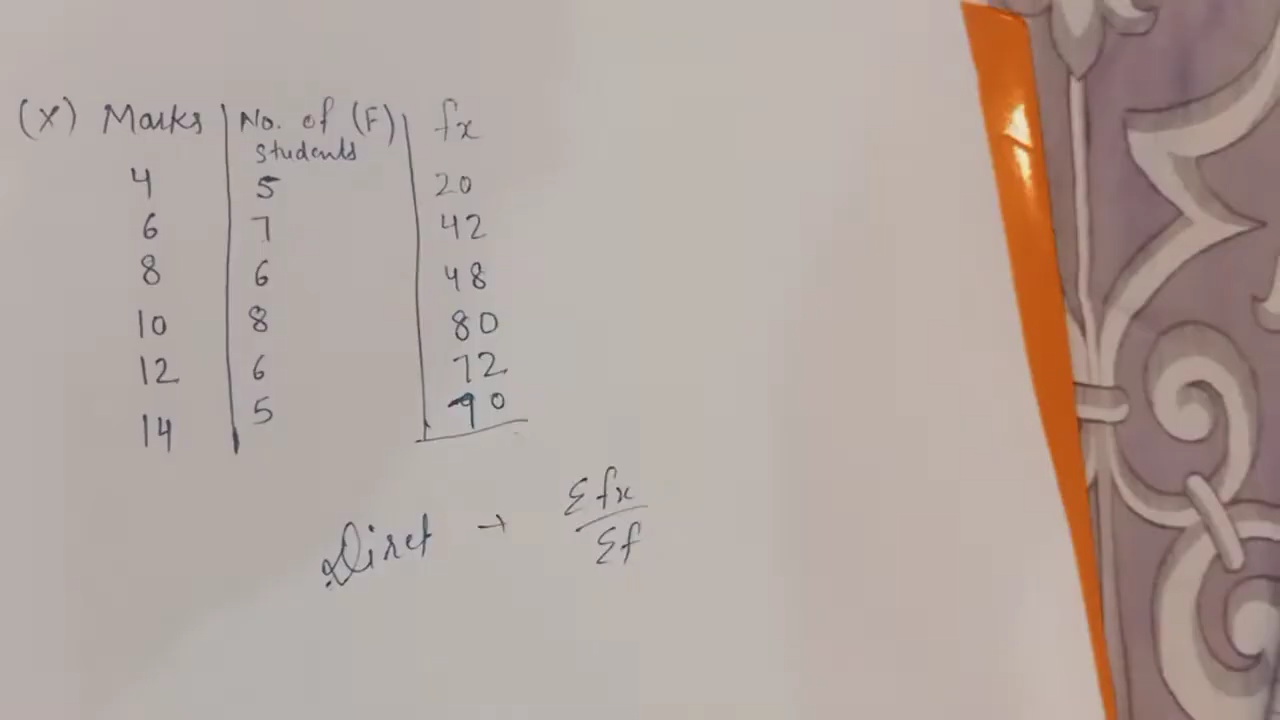 (X) Marks No. of (F) fx
students
4 5 20
6 7 42
8 6 48
10 8 80
12 6 72
14 5 90
Diret → Σfx
Σf